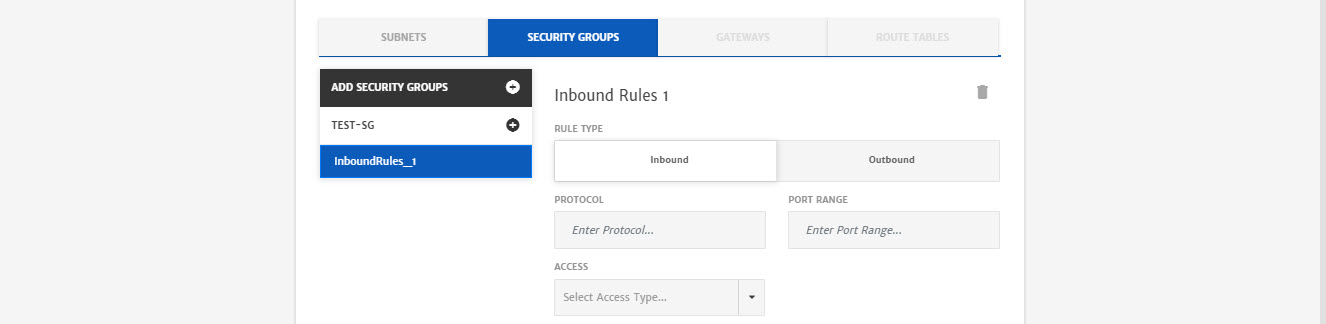 SUBNETS
SECURITY GROUPS
GATEWAYS
ROUTE TABLES
ADD SECURITY GROUPS
TEST-SG
InboundRules_1
Inbound Rules 1
RULE TYPE
Inbound
Outbound
PROTOCOL
PORT RANGE
Enter Protocol...
Enter Port Range...
ACCESS
Select Access Type...